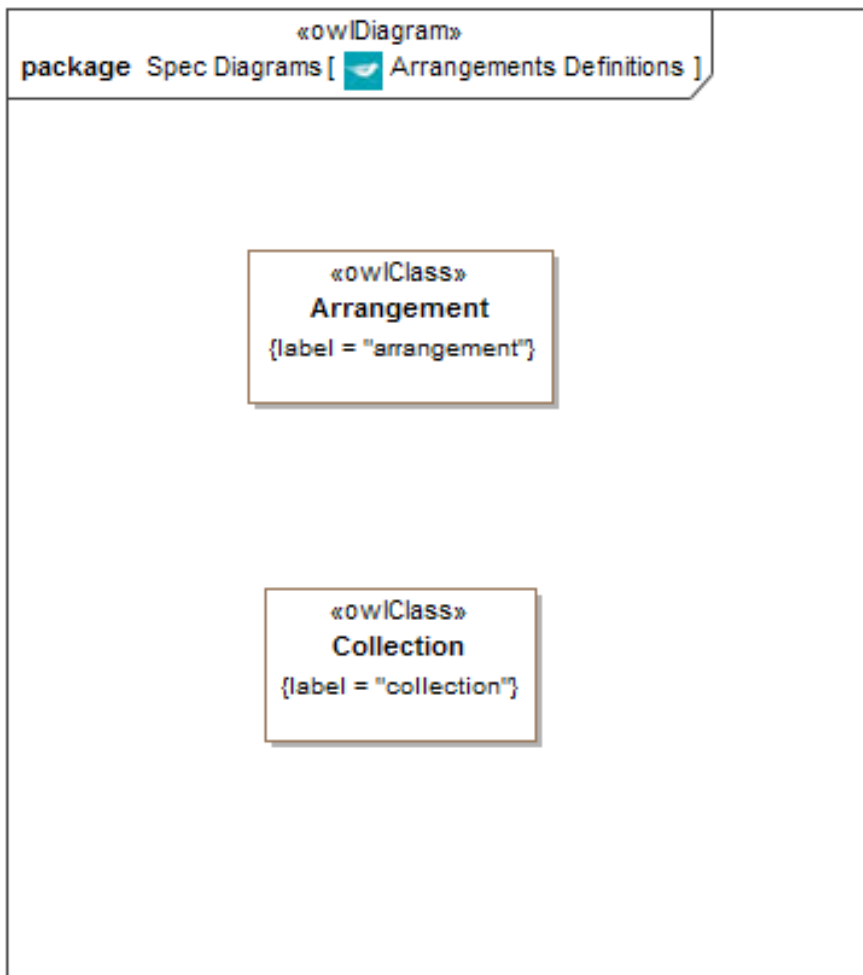 «owlDiagram»
package Spec Diagrams [ Arrangements Definitions ]
«owlClass»
Arrangement
{label = "arrangement"}
«owlClass»
Collection
{label = "collection"}